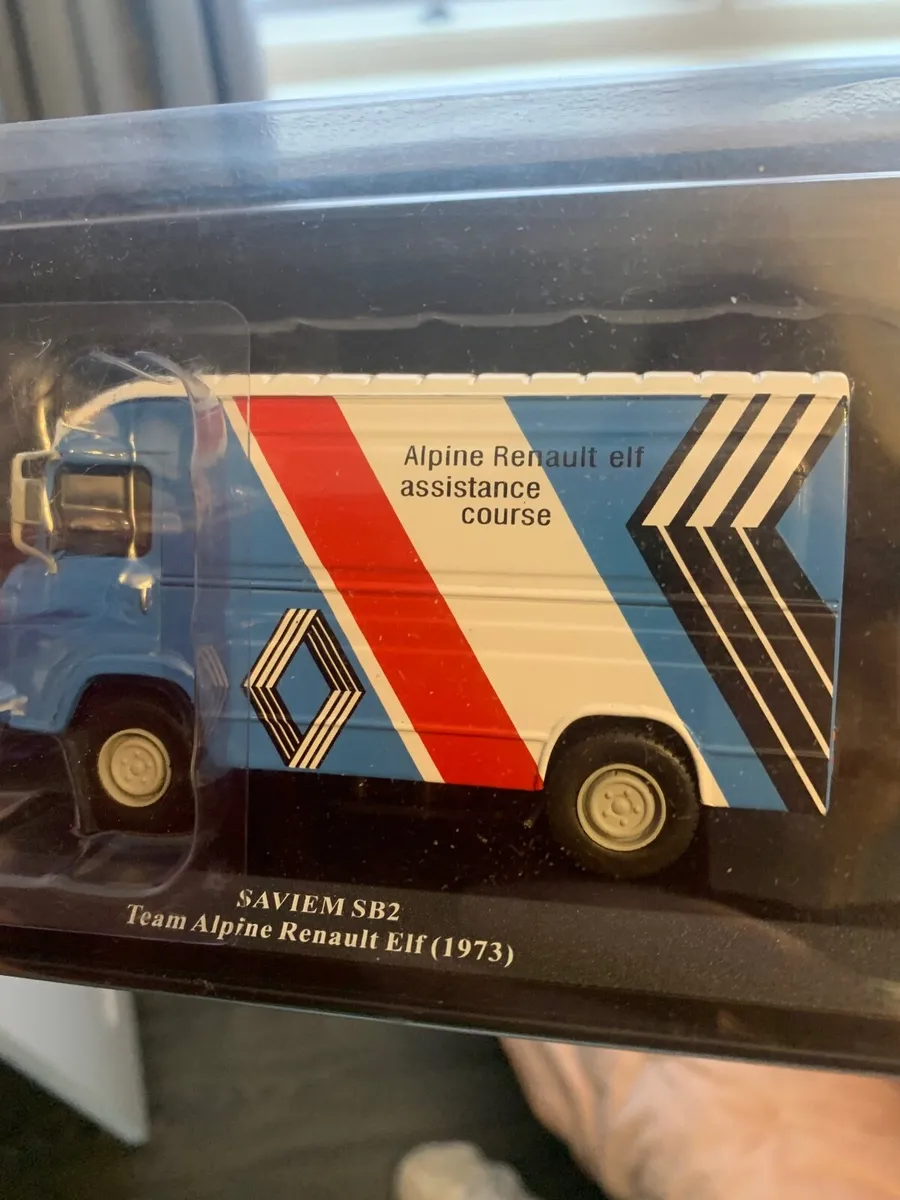 Alpine Renault elf
assistance
course
SAVIEM SB2
Team Alpine Renault Elf (1973)